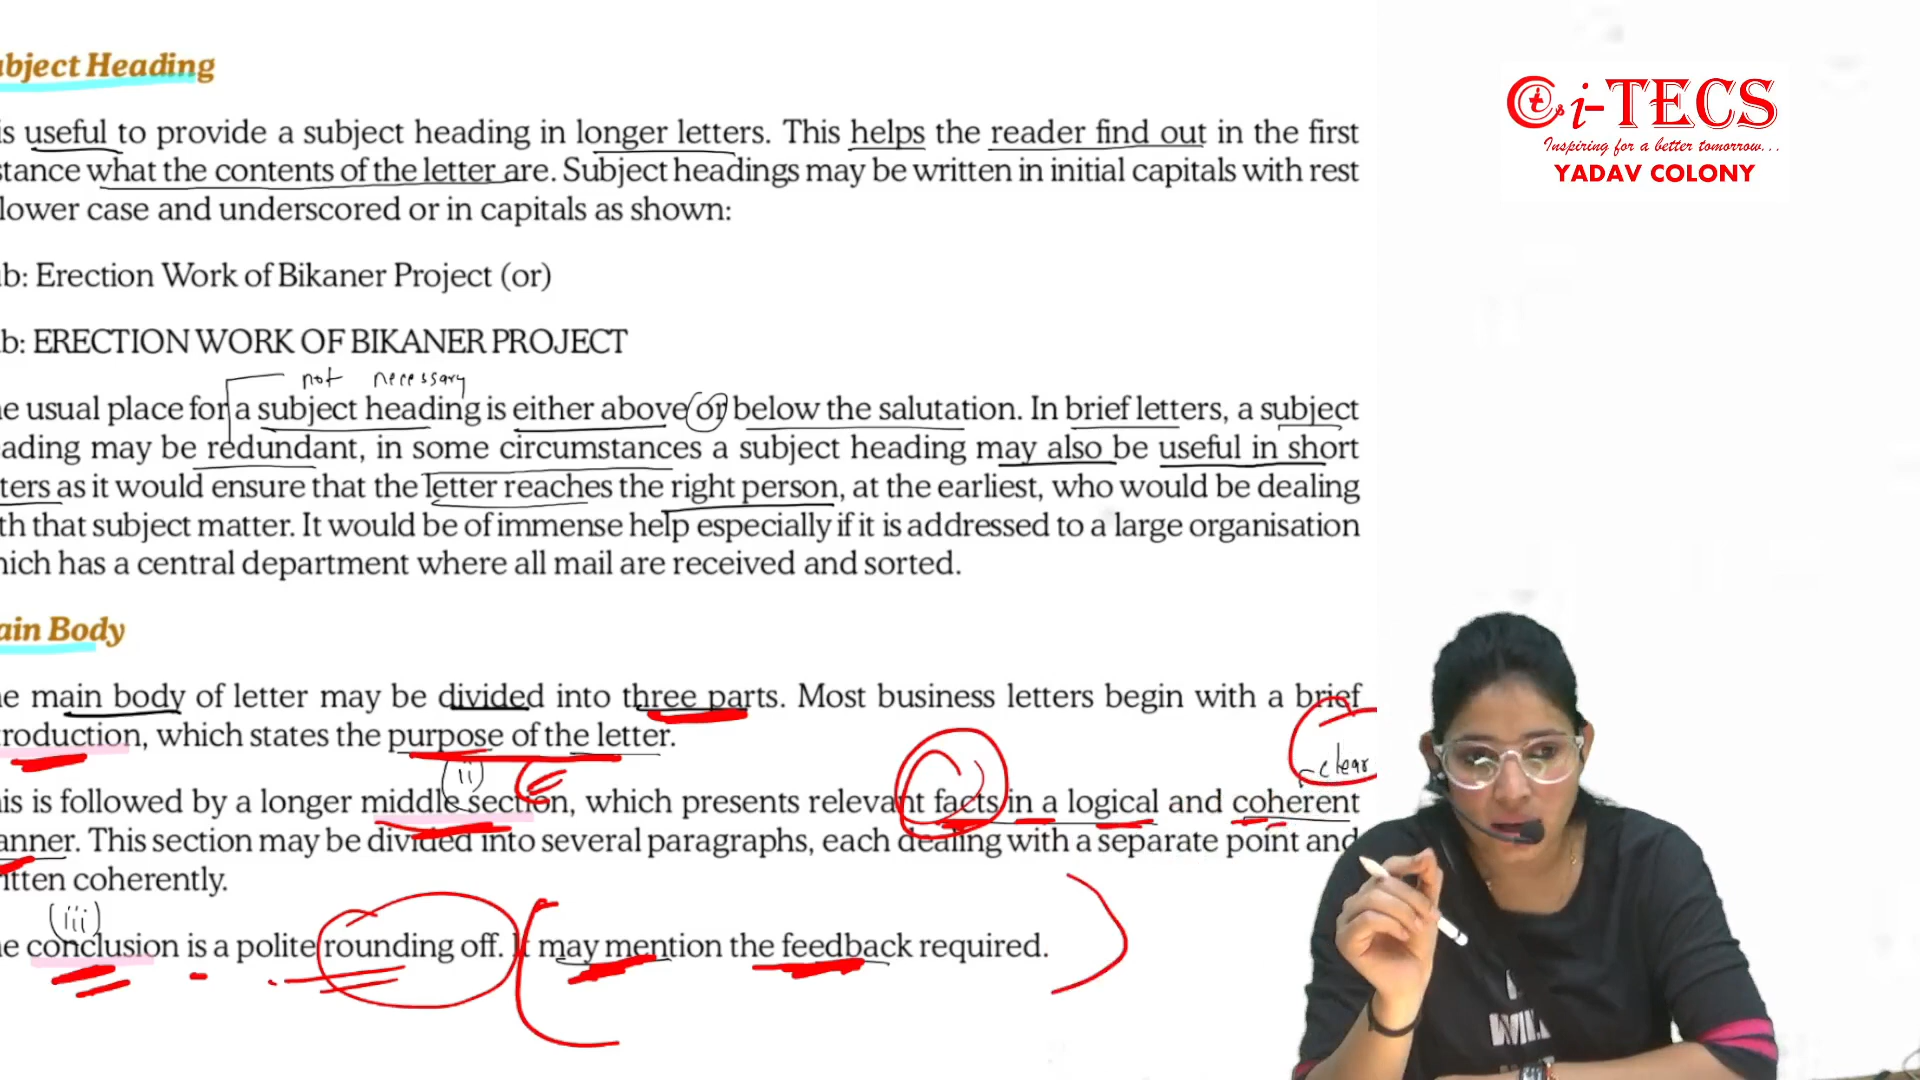 bject Heading
is useful to provide a subject heading in longer letters. This helps the reader find out in the first
stance what the contents of the letter are. Subject headings may be written in initial capitals with rest
lower case and underscored or in capitals as shown:
b: Erection Work of Bikaner Project (or)
b: ERECTION WORK OF BIKANER PROJECT
not necessary
e usual place for a subject heading is either above or below the salutation. In brief letters, a subject
ading may be redundant, in some circumstances a subject heading may also be useful in short
ters as it would ensure that the letter reaches the right person, at the earliest, who would be dealing
th that subject matter. It would be of immense help especially if it is addressed to a large organisation
hich has a central department where all mail are received and sorted.
ain Body
e main body of letter may be divided into three parts. Most business letters begin with a brief
roduction, which states the purpose of the letter.
(ii)
clear
is is followed by a longer middle section, which presents relevant facts in a logical and coherent
anner. This section may be divided into several paragraphs, each dealing with a separate point and
itten coherently.
(iii)
e conclusion is a polite rounding off. It may mention the feedback required.
i-TECS
Inspiring for a better tomorrow...
YADAV COLONY